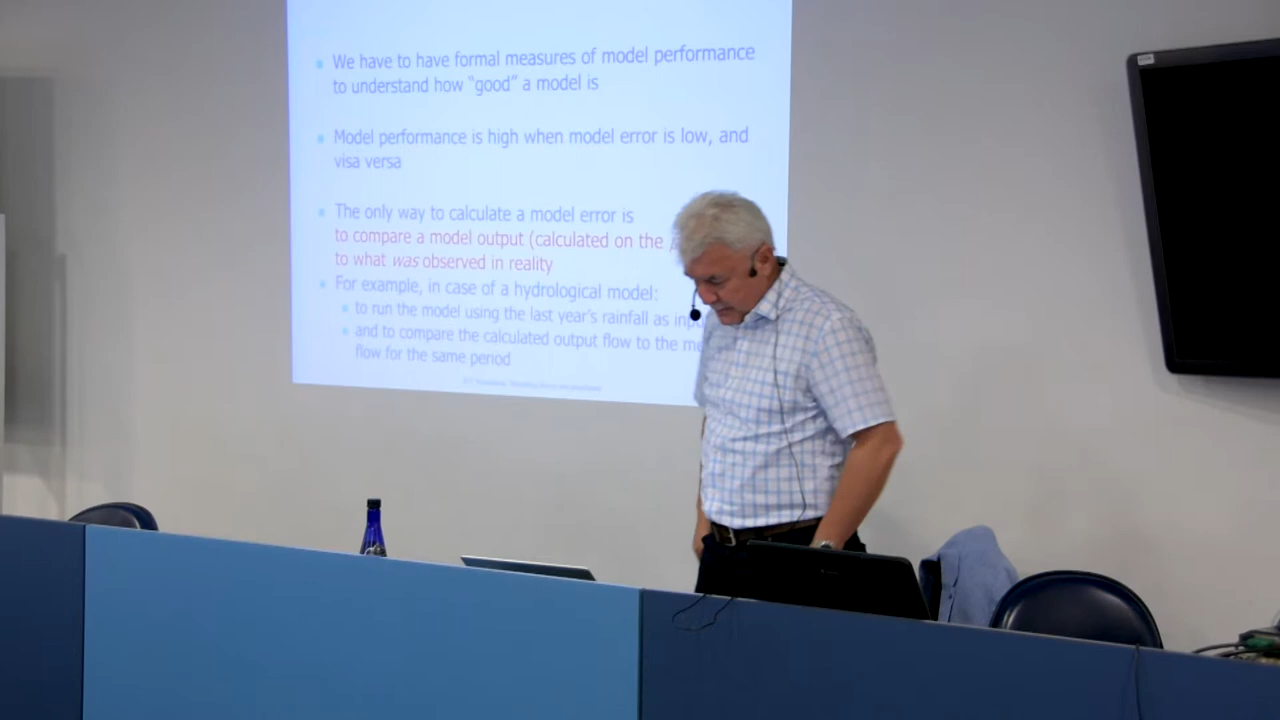 We have to have formal measures of model performance
to understand how “good” a model is
Model performance is high when model error is low, and
visa versa
The only way to calculate a model error is
to compare a model output (calculated on the
to what was observed in reality
For example, in case of a hydrological model:
to run the model using the last year’s rainfall as inpu
and to compare the calculated output flow to the me
flow for the same period